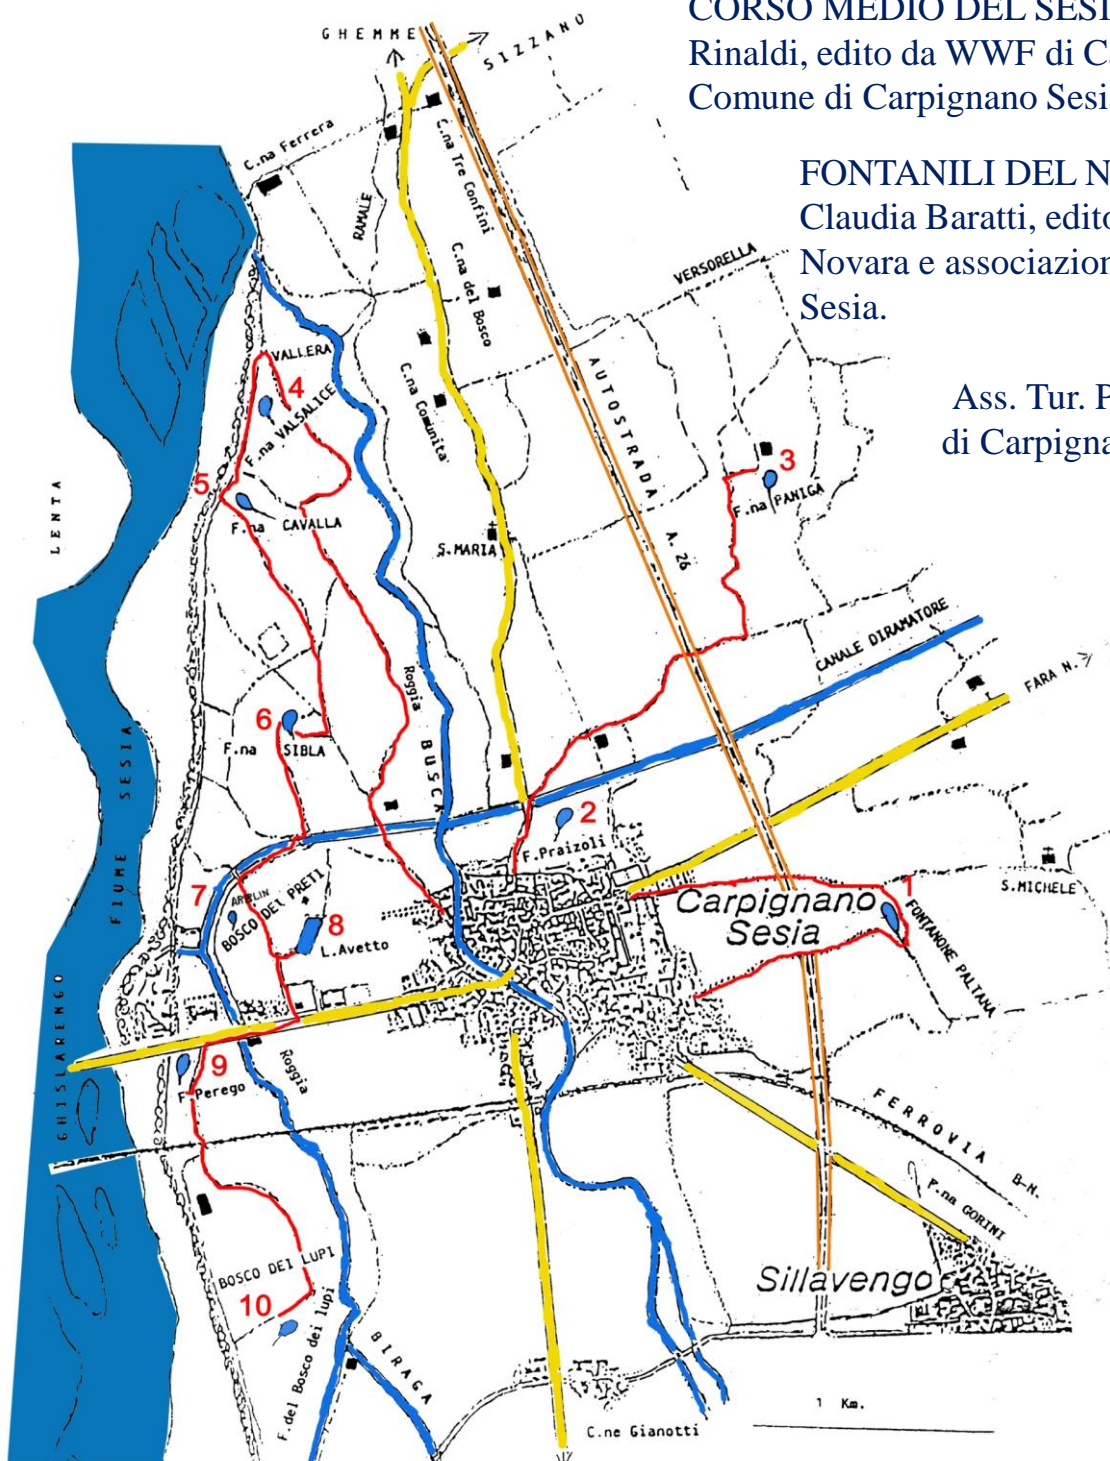 CORSO MEDIO DEL SESI
Rinaldi, edito da WWF di Ca
Comune di Carpignano Sesi
FONTANILI DEL N
Claudia Baratti, edito
Novara e association
Sesia.
Ass. Tur. P
di Carpigna
GHEMME
SIZZANO
C.na Ferrera
C.na Tre Confini
RAMALE
C.na del Bosco
VERSORELLA
VALLERA
4
F.na VALSALICE
C.na Comunita'
AUTOSTRADA
A. 26
3
F.na PANIGA
LENTA
5
F.na CAVALLA
S.MARIA
CANALE DIRAMATORE
FARA N.
Roggia
BUSCA
6
F.na SIBLA
FIUME SESIA
2
F.Praizoli
7
BOSCO DEL PRETI
8
L.Avetto
Carpignano
Sesia
1
FONTANONE PALTANA
S.MICHELE
GHISLARENGO
9
F.Perego
Roggia
FERROVIA B-N.
F.na GORINI
BOSCO DEI LUPI
10
F.del Bosco dei lupi
BIRAGA
Sillavengo
C.ne Gianotti
1 Km.